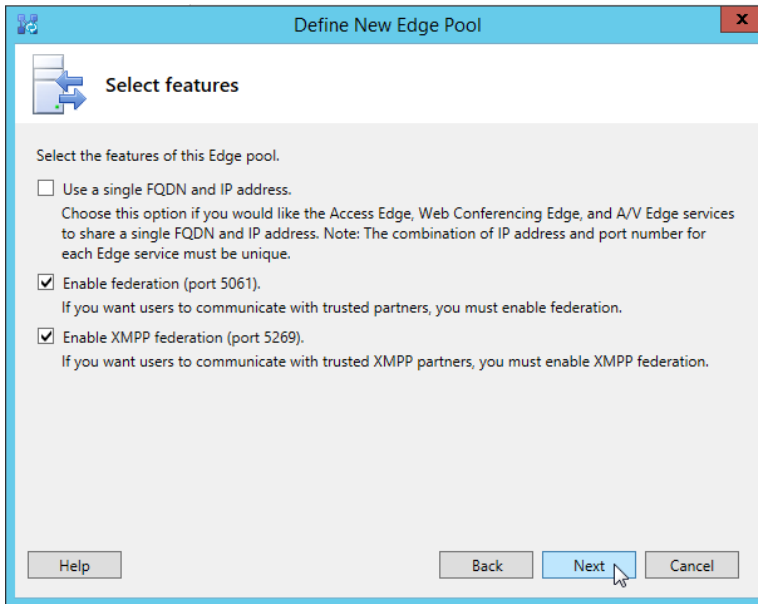 Define New Edge Pool
x
Select features
Select the features of this Edge pool.
Use a single FQDN and IP address.
Choose this option if you would like the Access Edge, Web Conferencing Edge, and A/V Edge services
to share a single FQDN and IP address. Note: The combination of IP address and port number for
each Edge service must be unique.
Enable federation (port 5061).
If you want users to communicate with trusted partners, you must enable federation.
Enable XMPP federation (port 5269).
If you want users to communicate with trusted XMPP partners, you must enable XMPP federation.
Help Back Next Cancel